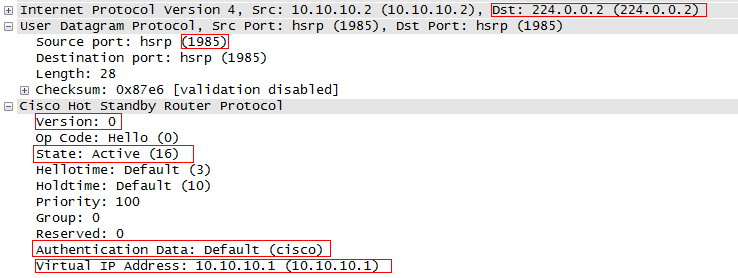 Internet Protocol Version 4, Src: 10.10.10.2 (10.10.10.2), Dst: 224.0.0.2 (224.0.0.2)
User Datagram Protocol, Src Port: hsrp (1985), Dst Port: hsrp (1985)
Source port: hsrp (1985)
Destination port: hsrp (1985)
Length: 28
Checksum: 0x87e6 [validation disabled]
Cisco Hot Standby Router Protocol
Version: 0
Op Code: Hello (0)
State: Active (16)
Hellotime: Default (3)
Holdtime: Default (10)
Priority: 100
Group: 0
Reserved: 0
Authentication Data: Default (cisco)
Virtual IP Address: 10.10.10.1 (10.10.10.1)